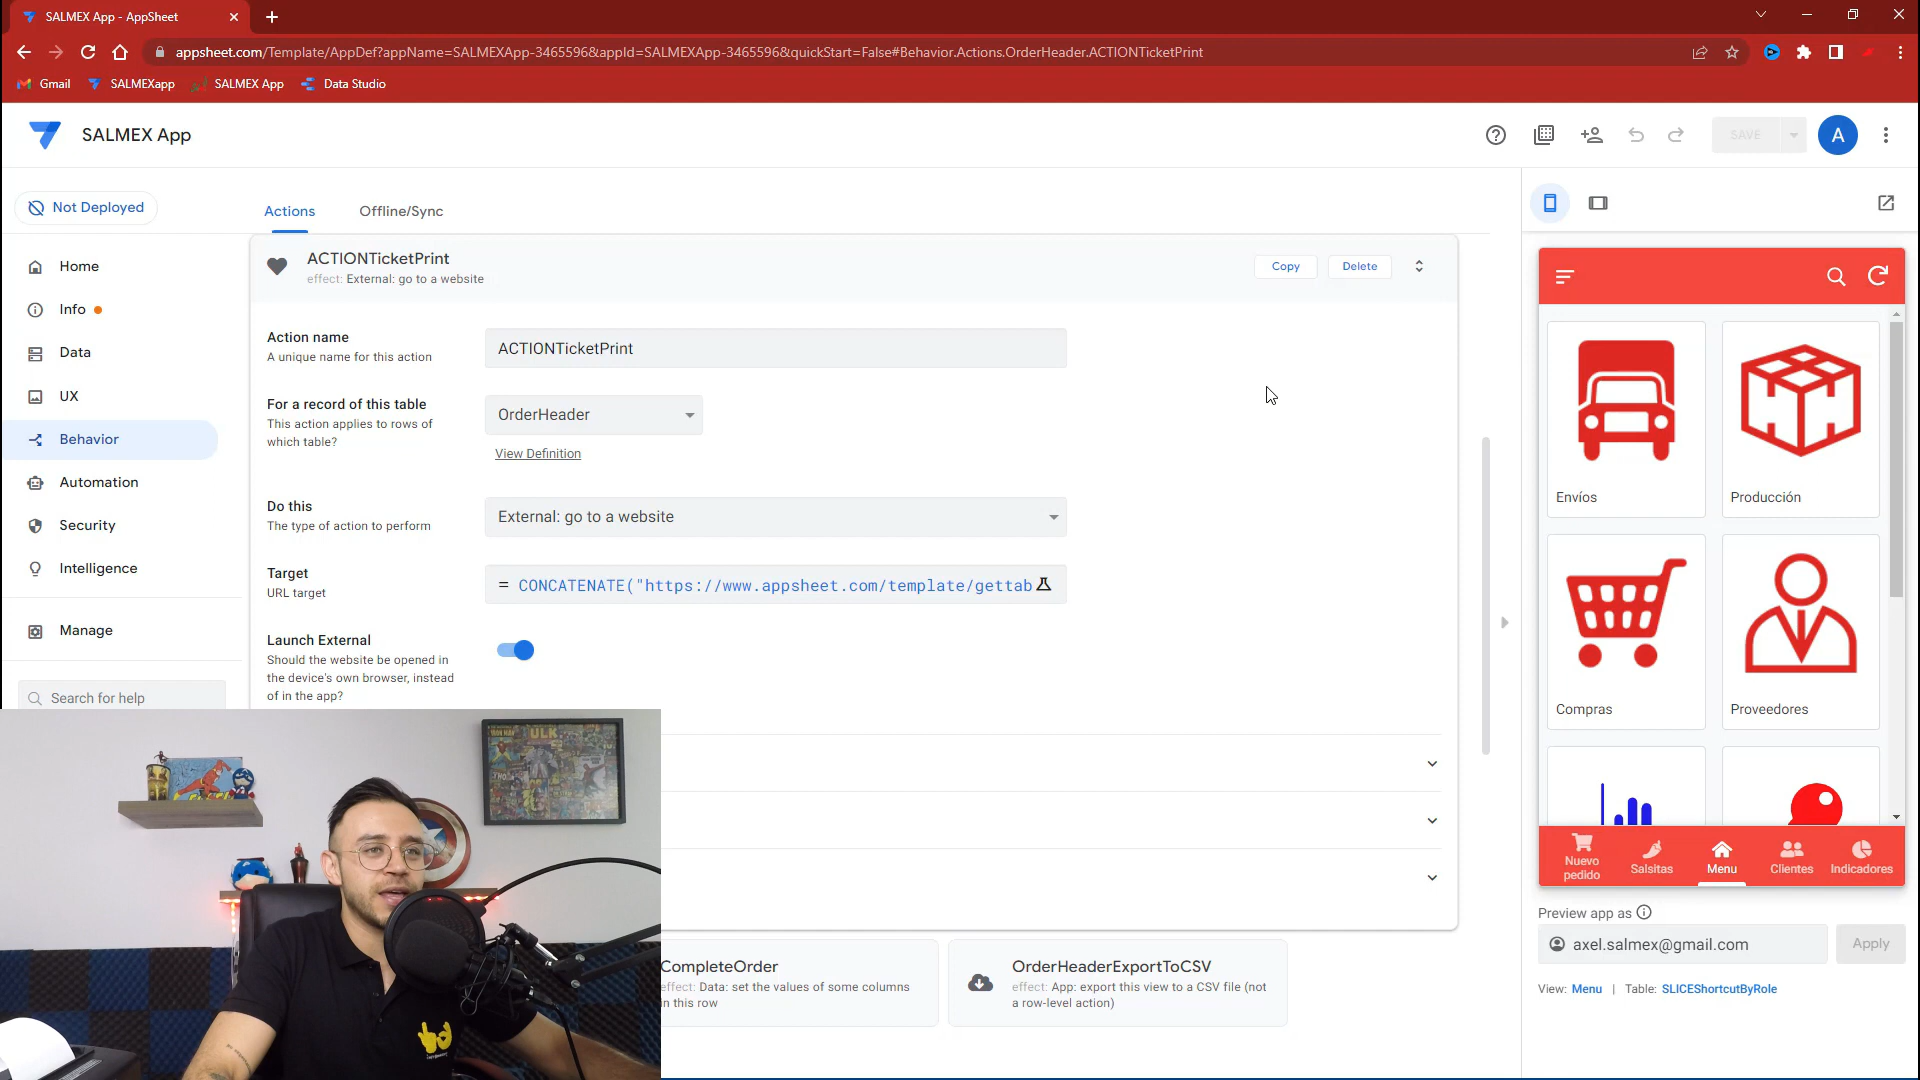 SALMEX App - AppSheet
appsheet.com/Template/AppDef?appName=SALMEXApp-3465596&appId=SALMEXApp-3465596&quickStart=False#Behavior.Actions.OrderHeader.ACTIONTicketPrint
Gmail
SALMEXapp
SALMEX App
Data Studio
SALMEX App
SAVE
A
Not Deployed
Actions
Offline/Sync
Home
Info
Data
UX
Behavior
Automation
Security
Intelligence
Manage
Search for help
ACTIONTicketPrint
effect: External: go to a website
Copy
Delete
Action name
A unique name for this action
ACTIONTicketPrint
For a record of this table
This action applies to rows of
which table?
OrderHeader
View Definition
Do this
The type of action to perform
External: go to a website
Target
URL target
= CONCATENATE("https://www.appsheet.com/template/gettab
Launch External
Should the website be opened in
the device's own browser, instead
of in the app?
CompleteOrder
effect: Data: set the values of some columns
in this row
OrderHeaderExportToCSV
effect: App: export this view to a CSV file (not
a row-level action)
Envíos
Producción
Compras
Proveedores
Nuevo
pedido
Salsitas
Menu
Clientes
Indicadores
Preview app as
axel.salmex@gmail.com
Apply
View: Menu | Table: SLICEShortcutByRole